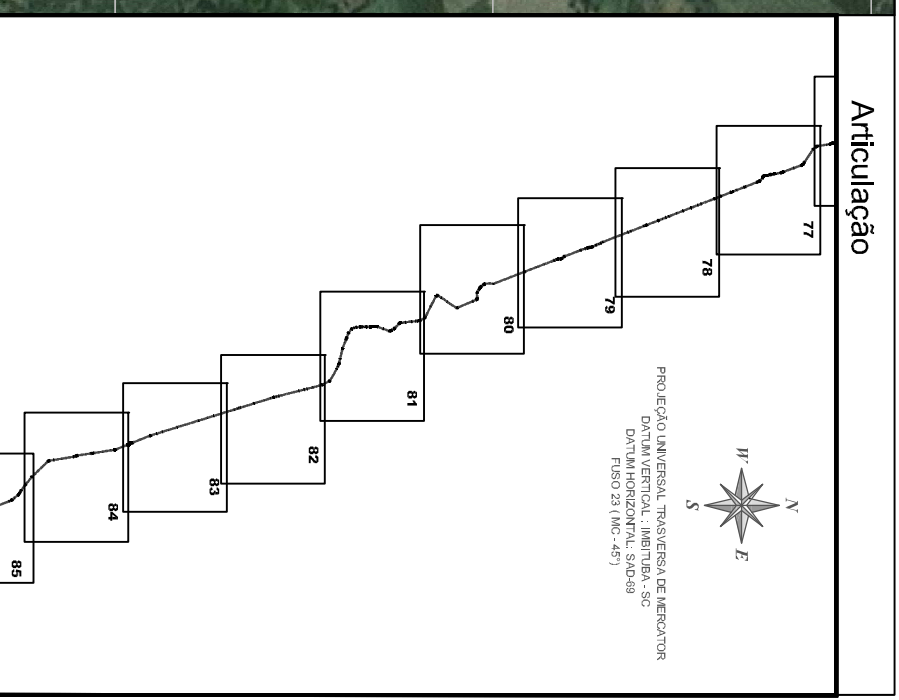 Articulação
77
78
79
80
81
82
83
84
85
N
W
E
S
PROJEÇÃO UNIVERSAL TRASVERSA DE MERCATOR
DATUM VERTICAL : IMBITUBA - SC
DATUM HORIZONTAL: SAD-69
FUSO 23 ( MC - 45°)